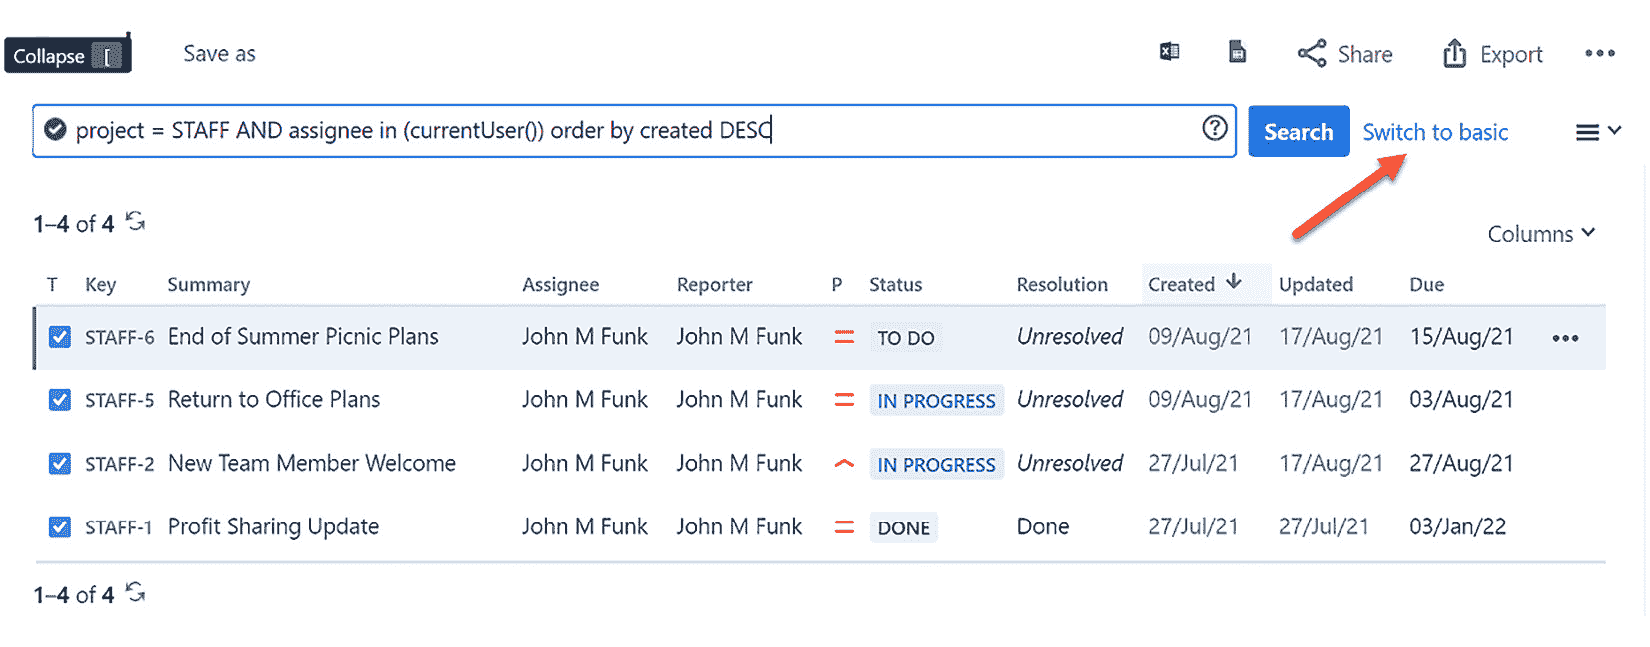 Collapse [ Save as Share Export
project = STAFF AND assignee in (currentUser()) order by created DESC Search Switch to basic
1–4 of 4
Columns
T Key Summary Assignee Reporter P Status Resolution Created Updated Due
STAFF-6 End of Summer Picnic Plans John M Funk John M Funk TO DO Unresolved 09/Aug/21 17/Aug/21 15/Aug/21
STAFF-5 Return to Office Plans John M Funk John M Funk IN PROGRESS Unresolved 09/Aug/21 17/Aug/21 03/Aug/21
STAFF-2 New Team Member Welcome John M Funk John M Funk IN PROGRESS Unresolved 27/Jul/21 17/Aug/21 27/Aug/21
STAFF-1 Profit Sharing Update John M Funk John M Funk DONE Done 27/Jul/21 27/Jul/21 03/Jan/22
1–4 of 4